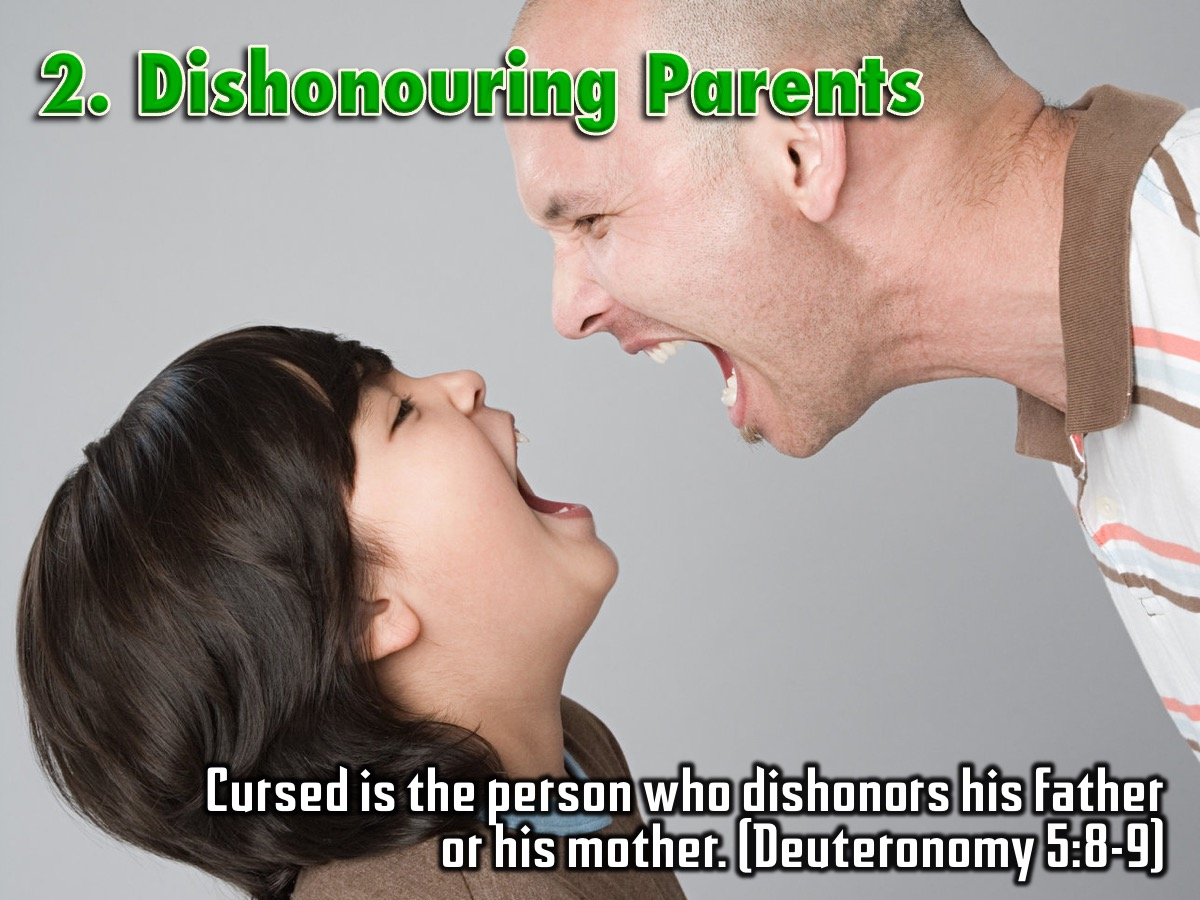 2. Dishonouring Parents
Cursed is the person who dishonors his father
or his mother. (Deuteronomy 5:8-9)